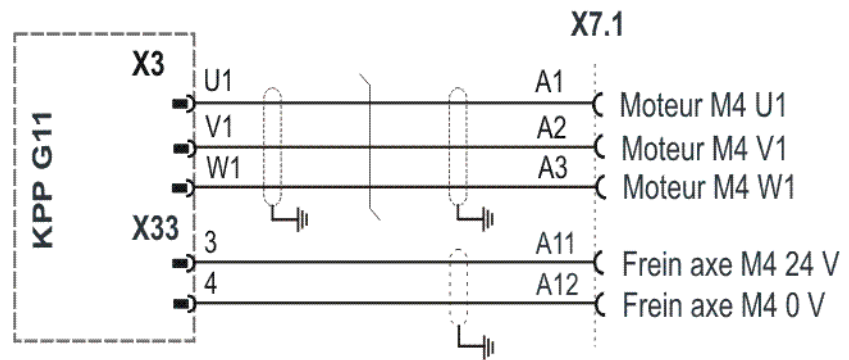 X7.1
X3
U1 A1 Moteur M4 U1
V1 A2 Moteur M4 V1
W1 A3 Moteur M4 W1
KPP G11
X33
3 A11 Frein axe M4 24 V
4 A12 Frein axe M4 0 V